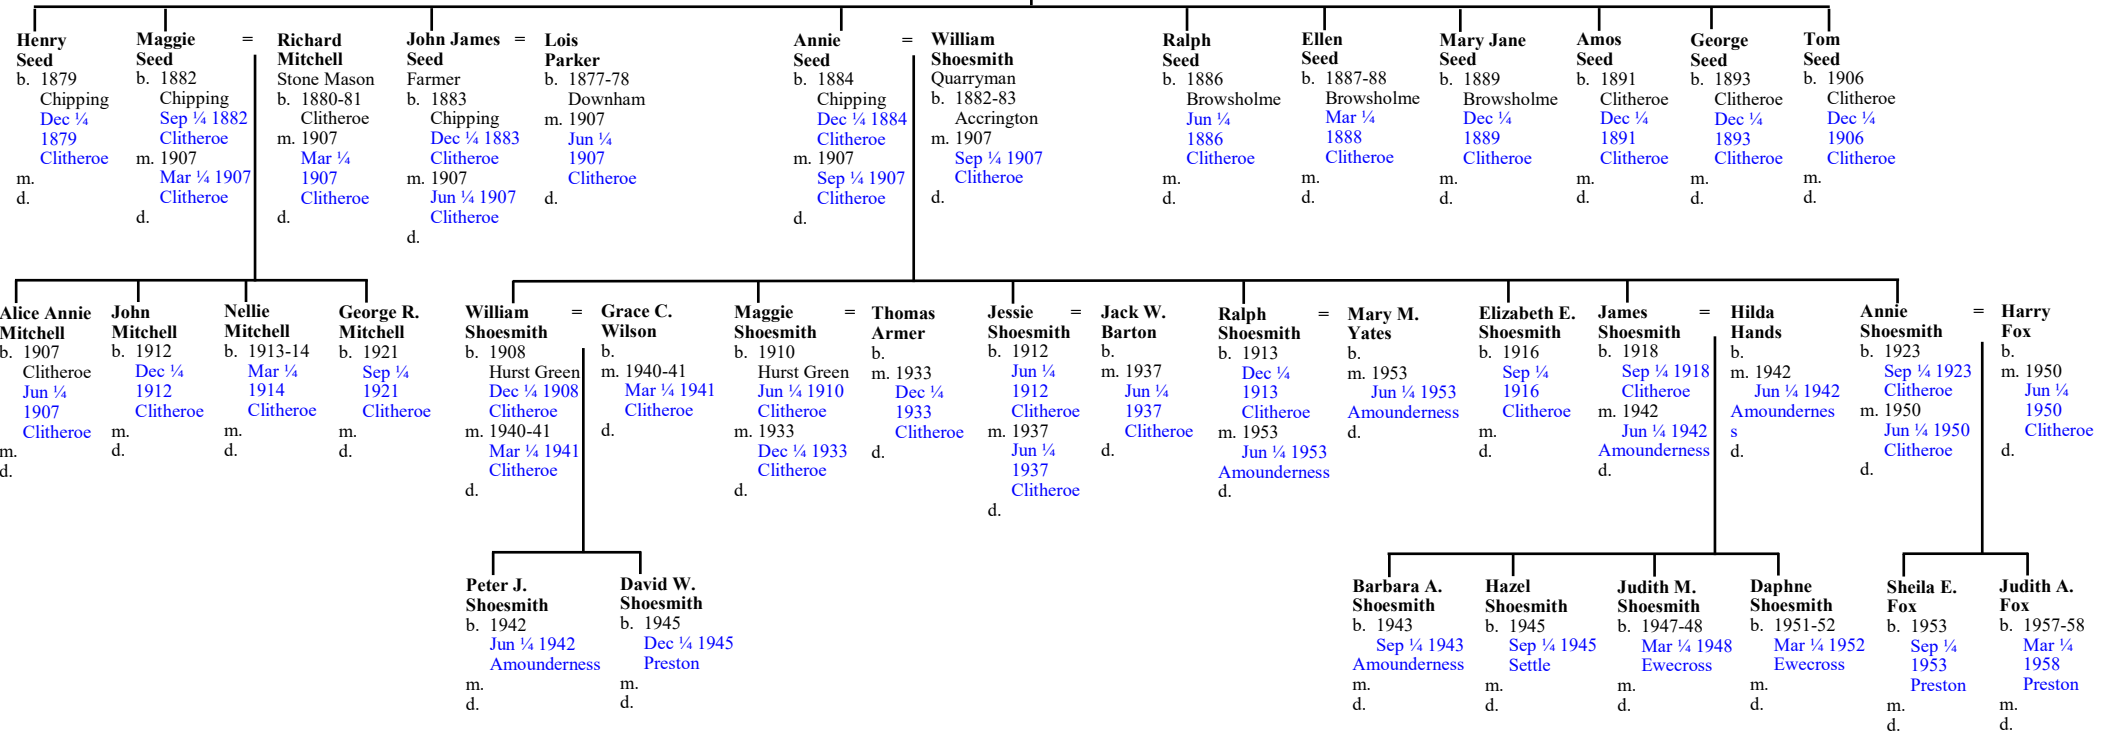 Henry
Seed
b. 1879
Chipping
Dec ¼
1879
Clitheroe
m.
d.
Maggie =
Seed
b. 1882
Chipping
Sep ¼ 1882
Clitheroe
m. 1907
Mar ¼ 1907
Clitheroe
d.
Richard
Mitchell
Stone Mason
b. 1880-81
Clitheroe
m. 1907
Mar ¼
1907
Clitheroe
d.
John James =
Seed
Farmer
b. 1883
Chipping
Dec ¼ 1883
Clitheroe
m. 1907
Jun ¼ 1907
Clitheroe
d.
Lois
Parker
b. 1877-78
Downham
m. 1907
Jun ¼
1907
Clitheroe
d.
Annie =
Seed
b. 1884
Chipping
Dec ¼ 1884
Clitheroe
m. 1907
Sep ¼ 1907
Clitheroe
d.
William
Shoesmith
Quarryman
b. 1882-83
Accrington
m. 1907
Sep ¼ 1907
Clitheroe
d.
Ralph
Seed
b. 1886
Browsholme
Jun ¼
1886
Clitheroe
m.
d.
Ellen
Seed
b. 1887-88
Browsholme
Mar ¼
1888
Clitheroe
m.
d.
Mary Jane
Seed
b. 1889
Browsholme
Dec ¼
1889
Clitheroe
m.
d.
Amos
Seed
b. 1891
Clitheroe
Dec ¼
1891
Clitheroe
m.
d.
George
Seed
b. 1893
Clitheroe
Dec ¼
1893
Clitheroe
m.
d.
Tom
Seed
b. 1906
Clitheroe
Dec ¼
1906
Clitheroe
m.
d.
Alice Annie
Mitchell
b. 1907
Clitheroe
Jun ¼
1907
Clitheroe
m.
d.
John
Mitchell
b. 1912
Dec ¼
1912
Clitheroe
m.
d.
Nellie
Mitchell
b. 1913-14
Mar ¼
1914
Clitheroe
m.
d.
George R.
Mitchell
b. 1921
Sep ¼
1921
Clitheroe
m.
d.
William =
Shoesmith
b. 1908
Hurst Green
Dec ¼ 1908
Clitheroe
m. 1940-41
Mar ¼ 1941
Clitheroe
d.
Grace C.
Wilson
b.
m. 1940-41
Mar ¼ 1941
Clitheroe
d.
Maggie =
Shoesmith
b. 1910
Hurst Green
Jun ¼ 1910
Clitheroe
m. 1933
Dec ¼ 1933
Clitheroe
d.
Thomas
Armer
b.
m. 1933
Dec ¼
1933
Clitheroe
d.
Jessie =
Shoesmith
b. 1912
Jun ¼
1912
Clitheroe
m. 1937
Jun ¼
1937
Clitheroe
d.
Jack W.
Barton
b.
m. 1937
Jun ¼
1937
Clitheroe
d.
Ralph =
Shoesmith
b. 1913
Dec ¼
1913
Clitheroe
m. 1953
Jun ¼ 1953
Amounderness
d.
Mary M.
Yates
b.
m. 1953
Jun ¼ 1953
Amounderness
d.
Elizabeth E.
Shoesmith
b. 1916
Sep ¼
1916
Clitheroe
m.
d.
James =
Shoesmith
b. 1918
Sep ¼ 1918
Clitheroe
m. 1942
Jun ¼ 1942
Amounderness
d.
Hilda
Hands
b.
m. 1942
Jun ¼ 1942
Amoundernes
s
d.
Annie =
Shoesmith
b. 1923
Sep ¼ 1923
Clitheroe
m. 1950
Jun ¼ 1950
Clitheroe
d.
Harry
Fox
b.
m. 1950
Jun ¼
1950
Clitheroe
d.
Peter J.
Shoesmith
b. 1942
Jun ¼ 1942
Amounderness
m.
d.
David W.
Shoesmith
b. 1945
Dec ¼ 1945
Preston
m.
d.
Barbara A.
Shoesmith
b. 1943
Sep ¼ 1943
Amounderness
m.
d.
Hazel
Shoesmith
b. 1945
Sep ¼ 1945
Settle
m.
d.
Judith M.
Shoesmith
b. 1947-48
Mar ¼ 1948
Ewecross
m.
d.
Daphne
Shoesmith
b. 1951-52
Mar ¼ 1952
Ewecross
m.
d.
Sheila E.
Fox
b. 1953
Sep ¼
1953
Preston
m.
d.
Judith A.
Fox
b. 1957-58
Mar ¼
1958
Preston
m.
d.